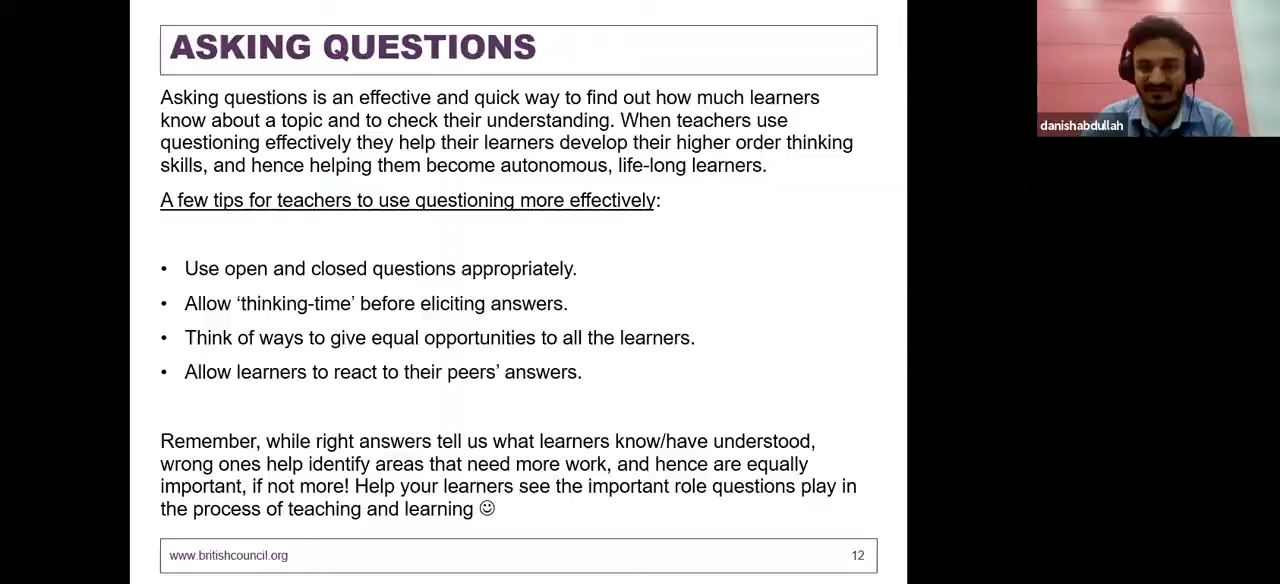 ASKING QUESTIONS
Asking questions is an effective and quick way to find out how much learners
know about a topic and to check their understanding. When teachers use
questioning effectively they help their learners develop their higher order thinking
skills, and hence helping them become autonomous, life-long learners.
A few tips for teachers to use questioning more effectively:
• Use open and closed questions appropriately.
• Allow ‘thinking-time’ before eliciting answers.
• Think of ways to give equal opportunities to all the learners.
• Allow learners to react to their peers’ answers.
Remember, while right answers tell us what learners know/have understood,
wrong ones help identify areas that need more work, and hence are equally
important, if not more! Help your learners see the important role questions play in
the process of teaching and learning ☺
www.britishcouncil.org
12
danishabdullah